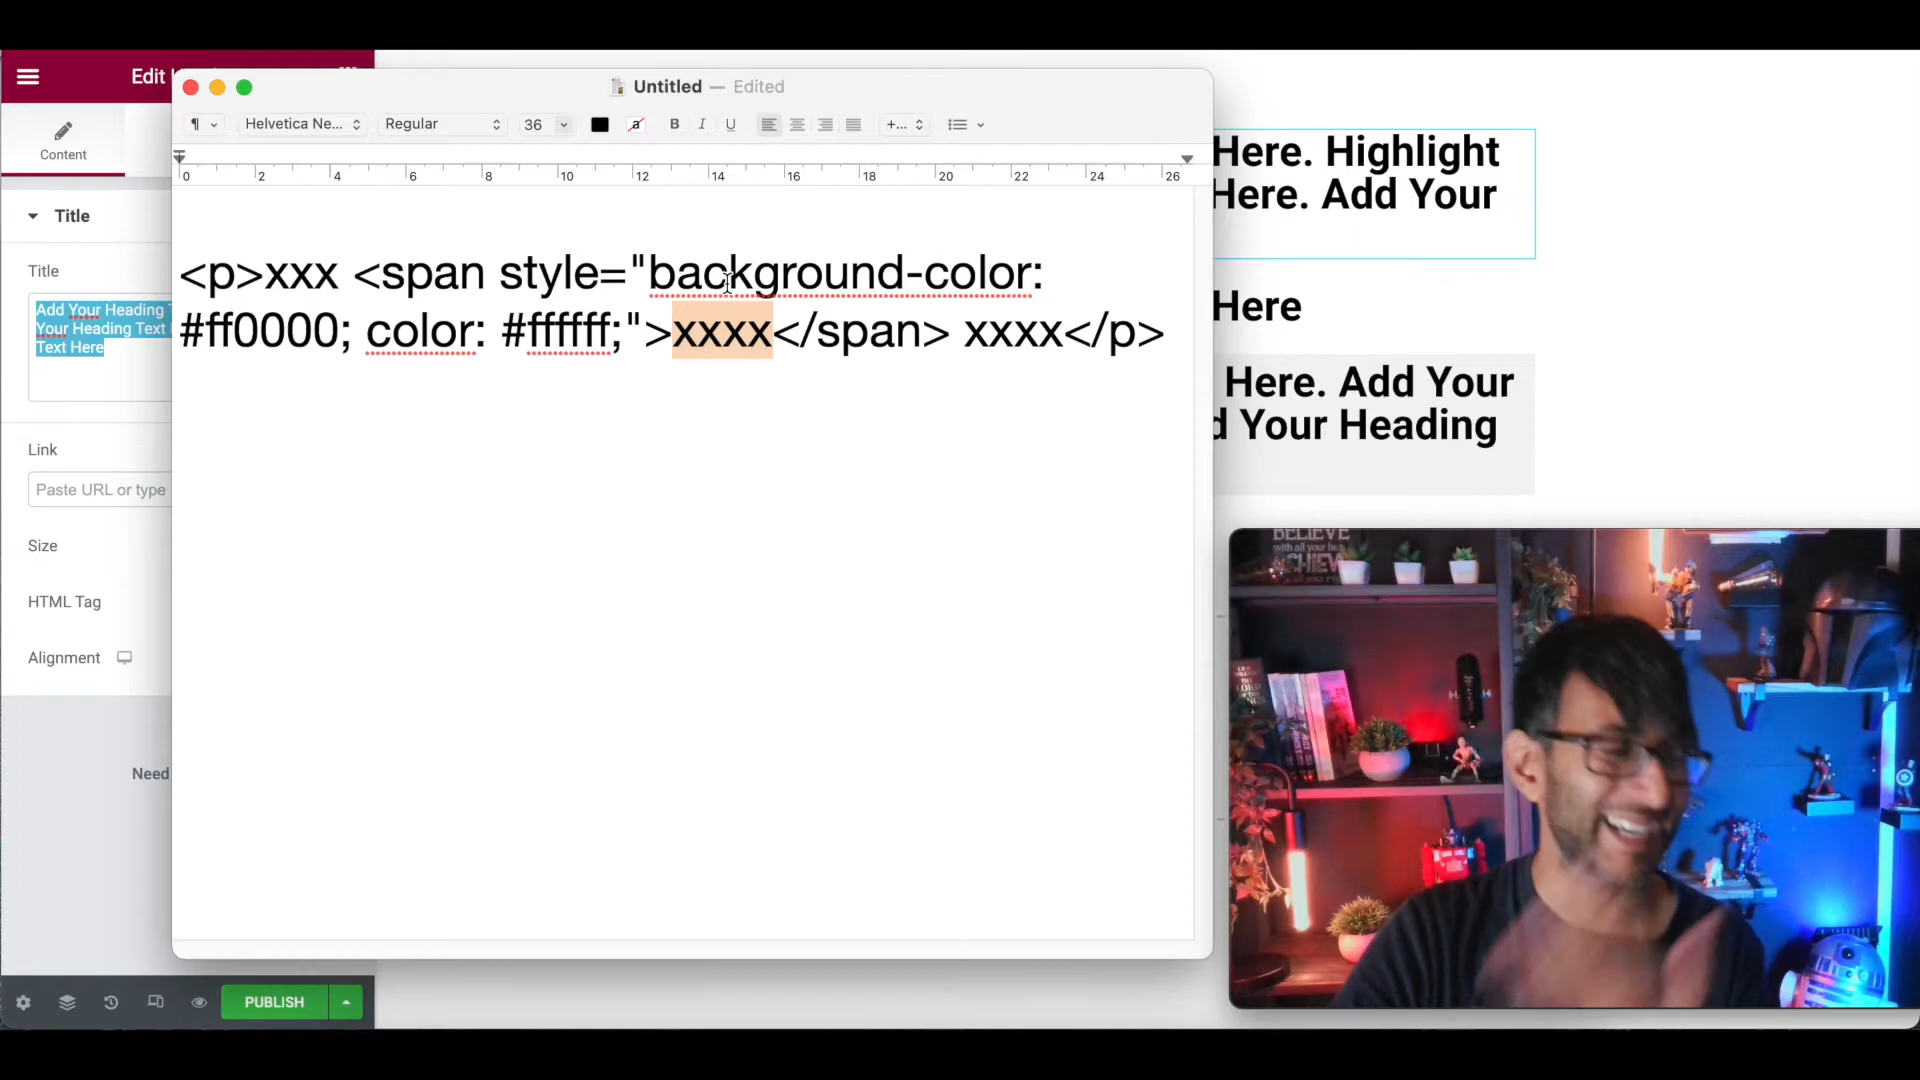 Edit
Untitled — Edited
¶ Helvetica Ne... Regular 36 a B I U +...
0 2 4 6 8 10 12 14 16 18 20 22 24 26
Content
Title
Title
Add Your Heading
Your Heading Text
Text Here
Link
Paste URL or type
Size
HTML Tag
Alignment
Need
PUBLISH
<p>xxx <span style="background-color:
#ff0000; color: #ffffff;">xxxx</span> xxxx</p>
Here. Highlight
Here. Add Your
Here
Here. Add Your
d Your Heading
BELIEVE
with all your